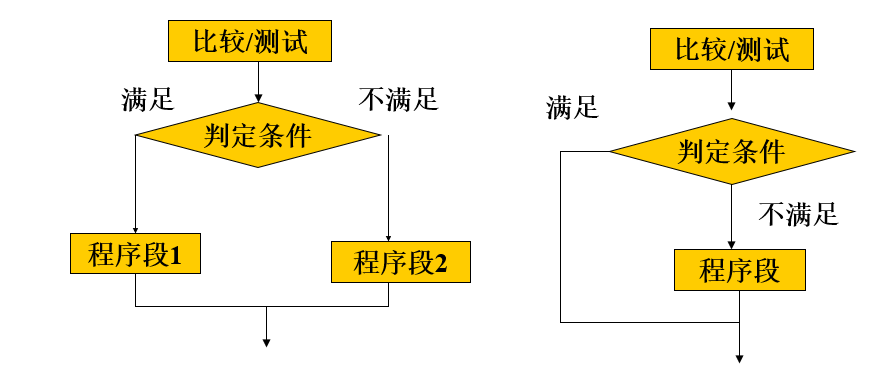 比较/测试
满足
不满足
判定条件
程序段1
程序段2
比较/测试
满足
判定条件
不满足
程序段